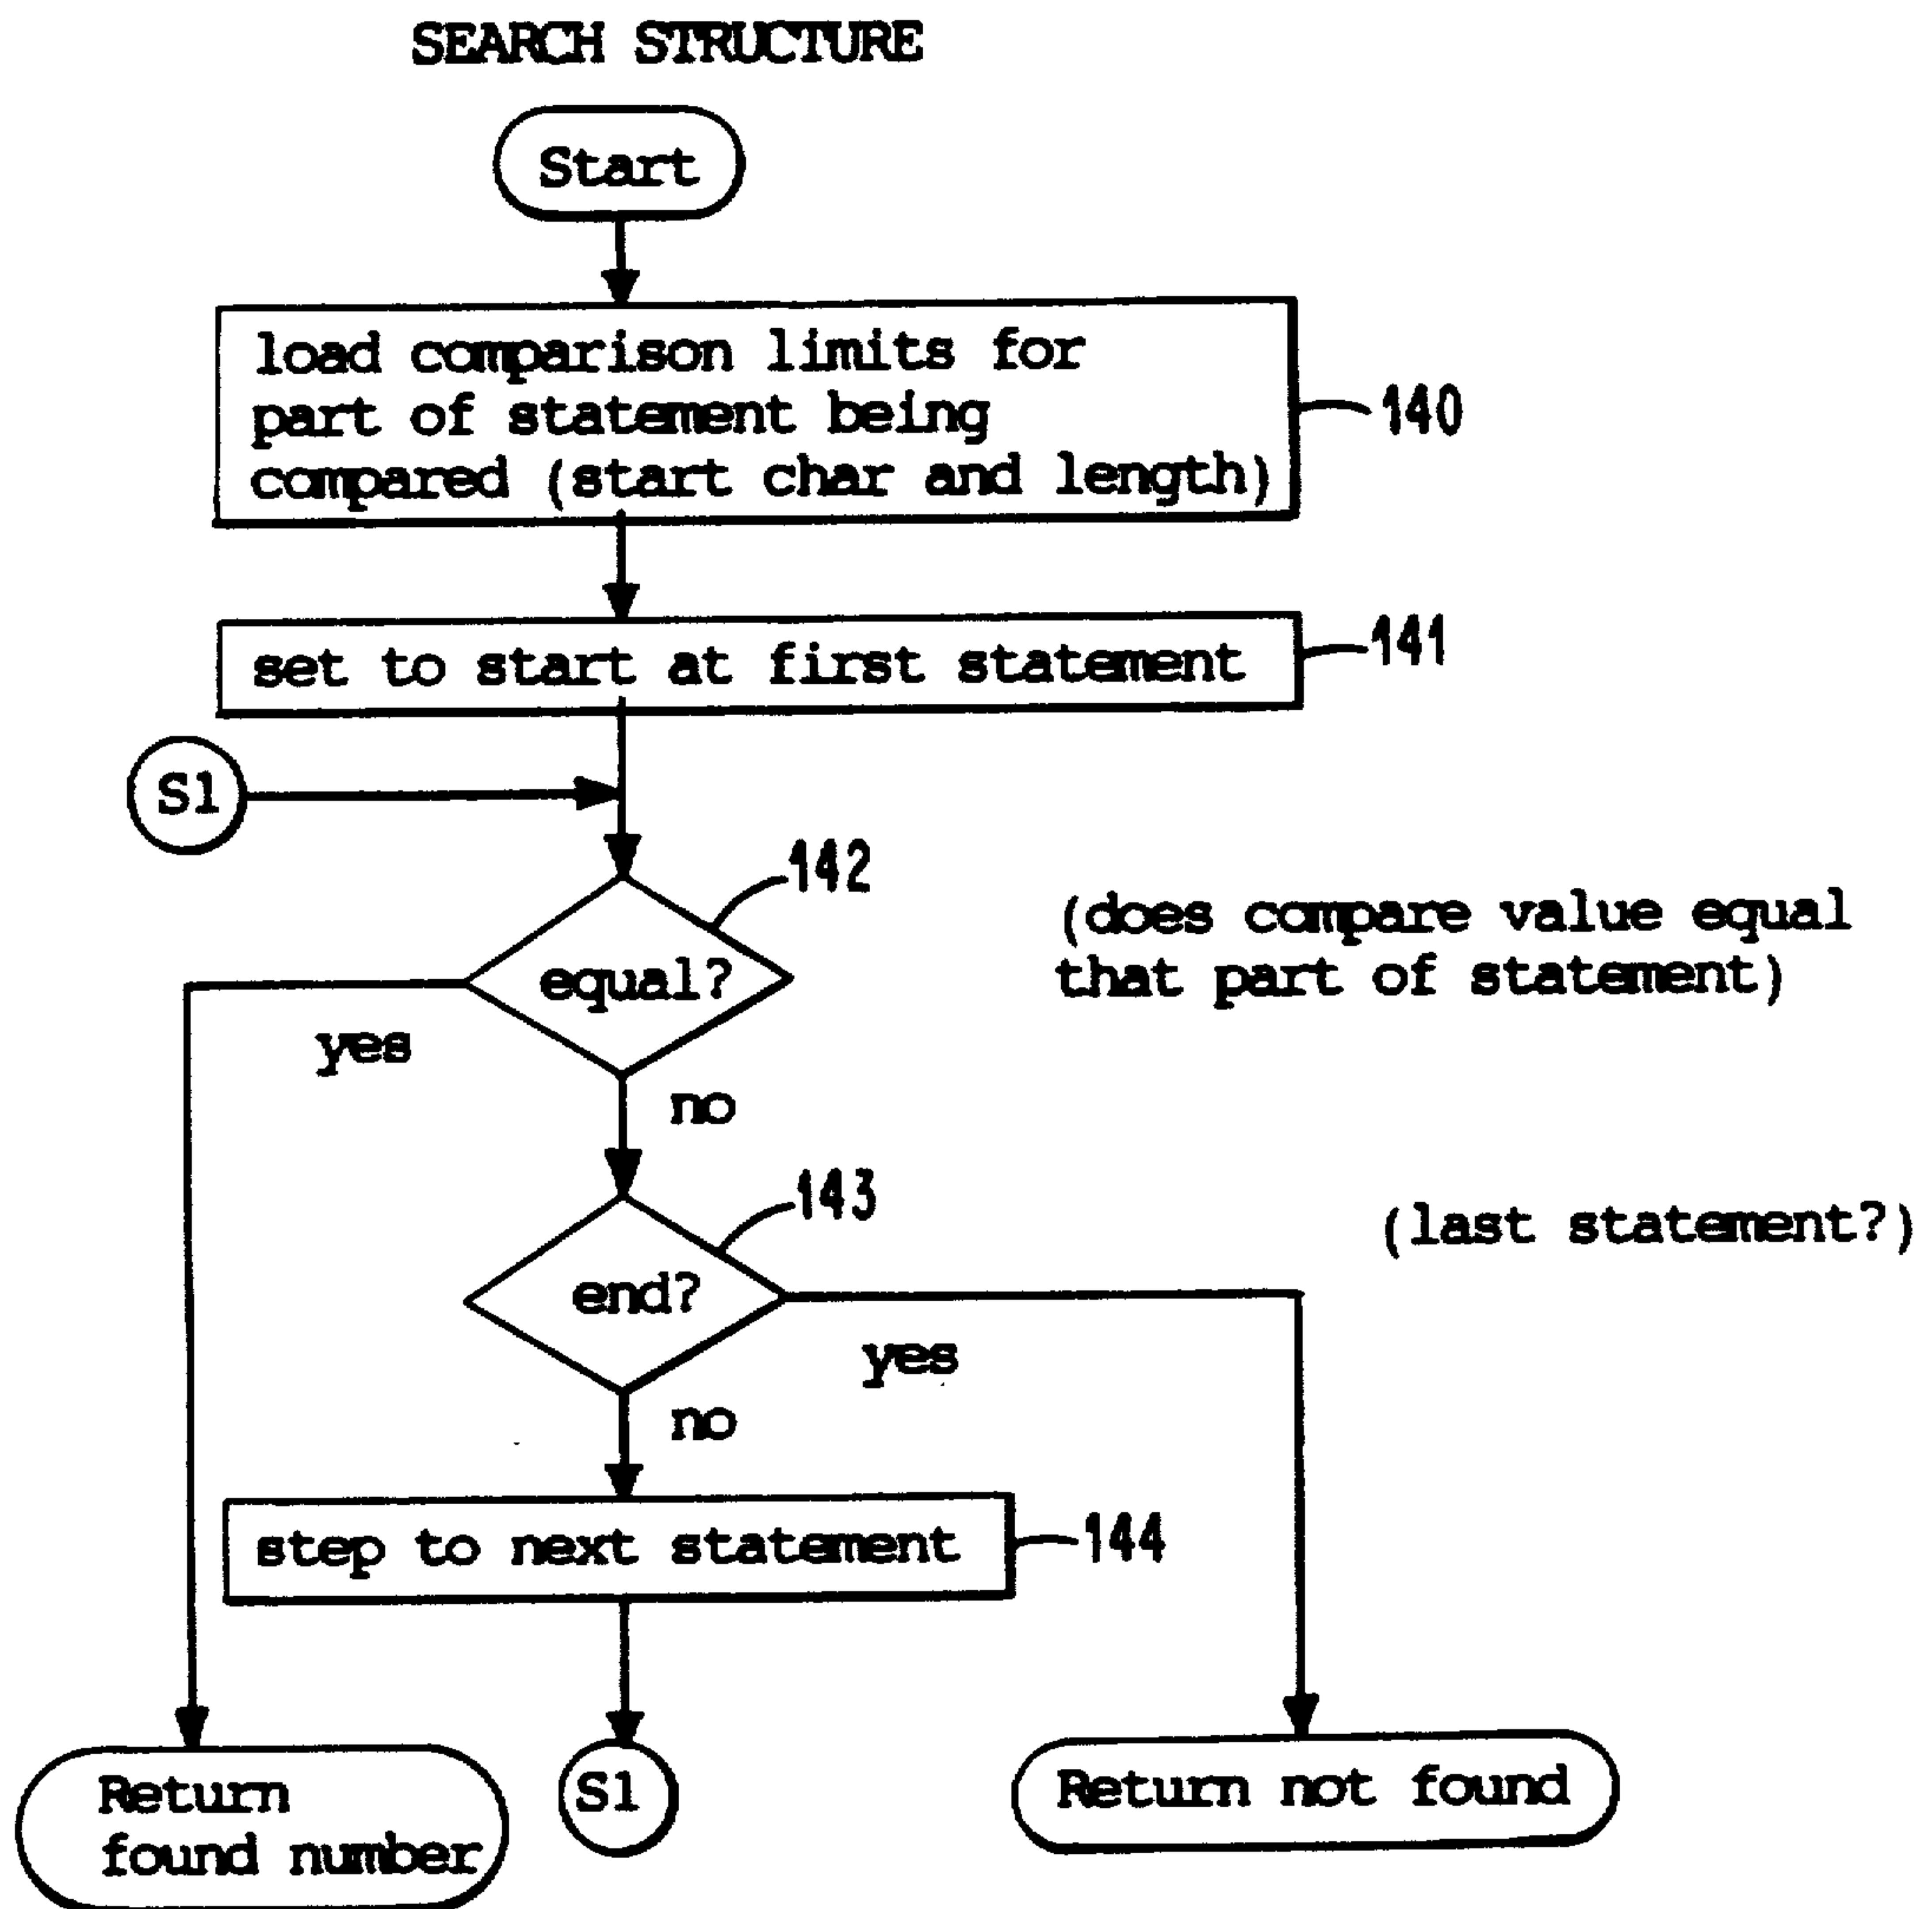 SEARCH STRUCTURE
Start
load comparison limits for
part of statement being
compared (start char and length)
140
set to start at first statement
141
S1
142
equal?
(does compare value equal
that part of statement)
yes
no
143
end?
(last statement?)
yes
no
step to next statement
144
Return
found number
S1
Return not found